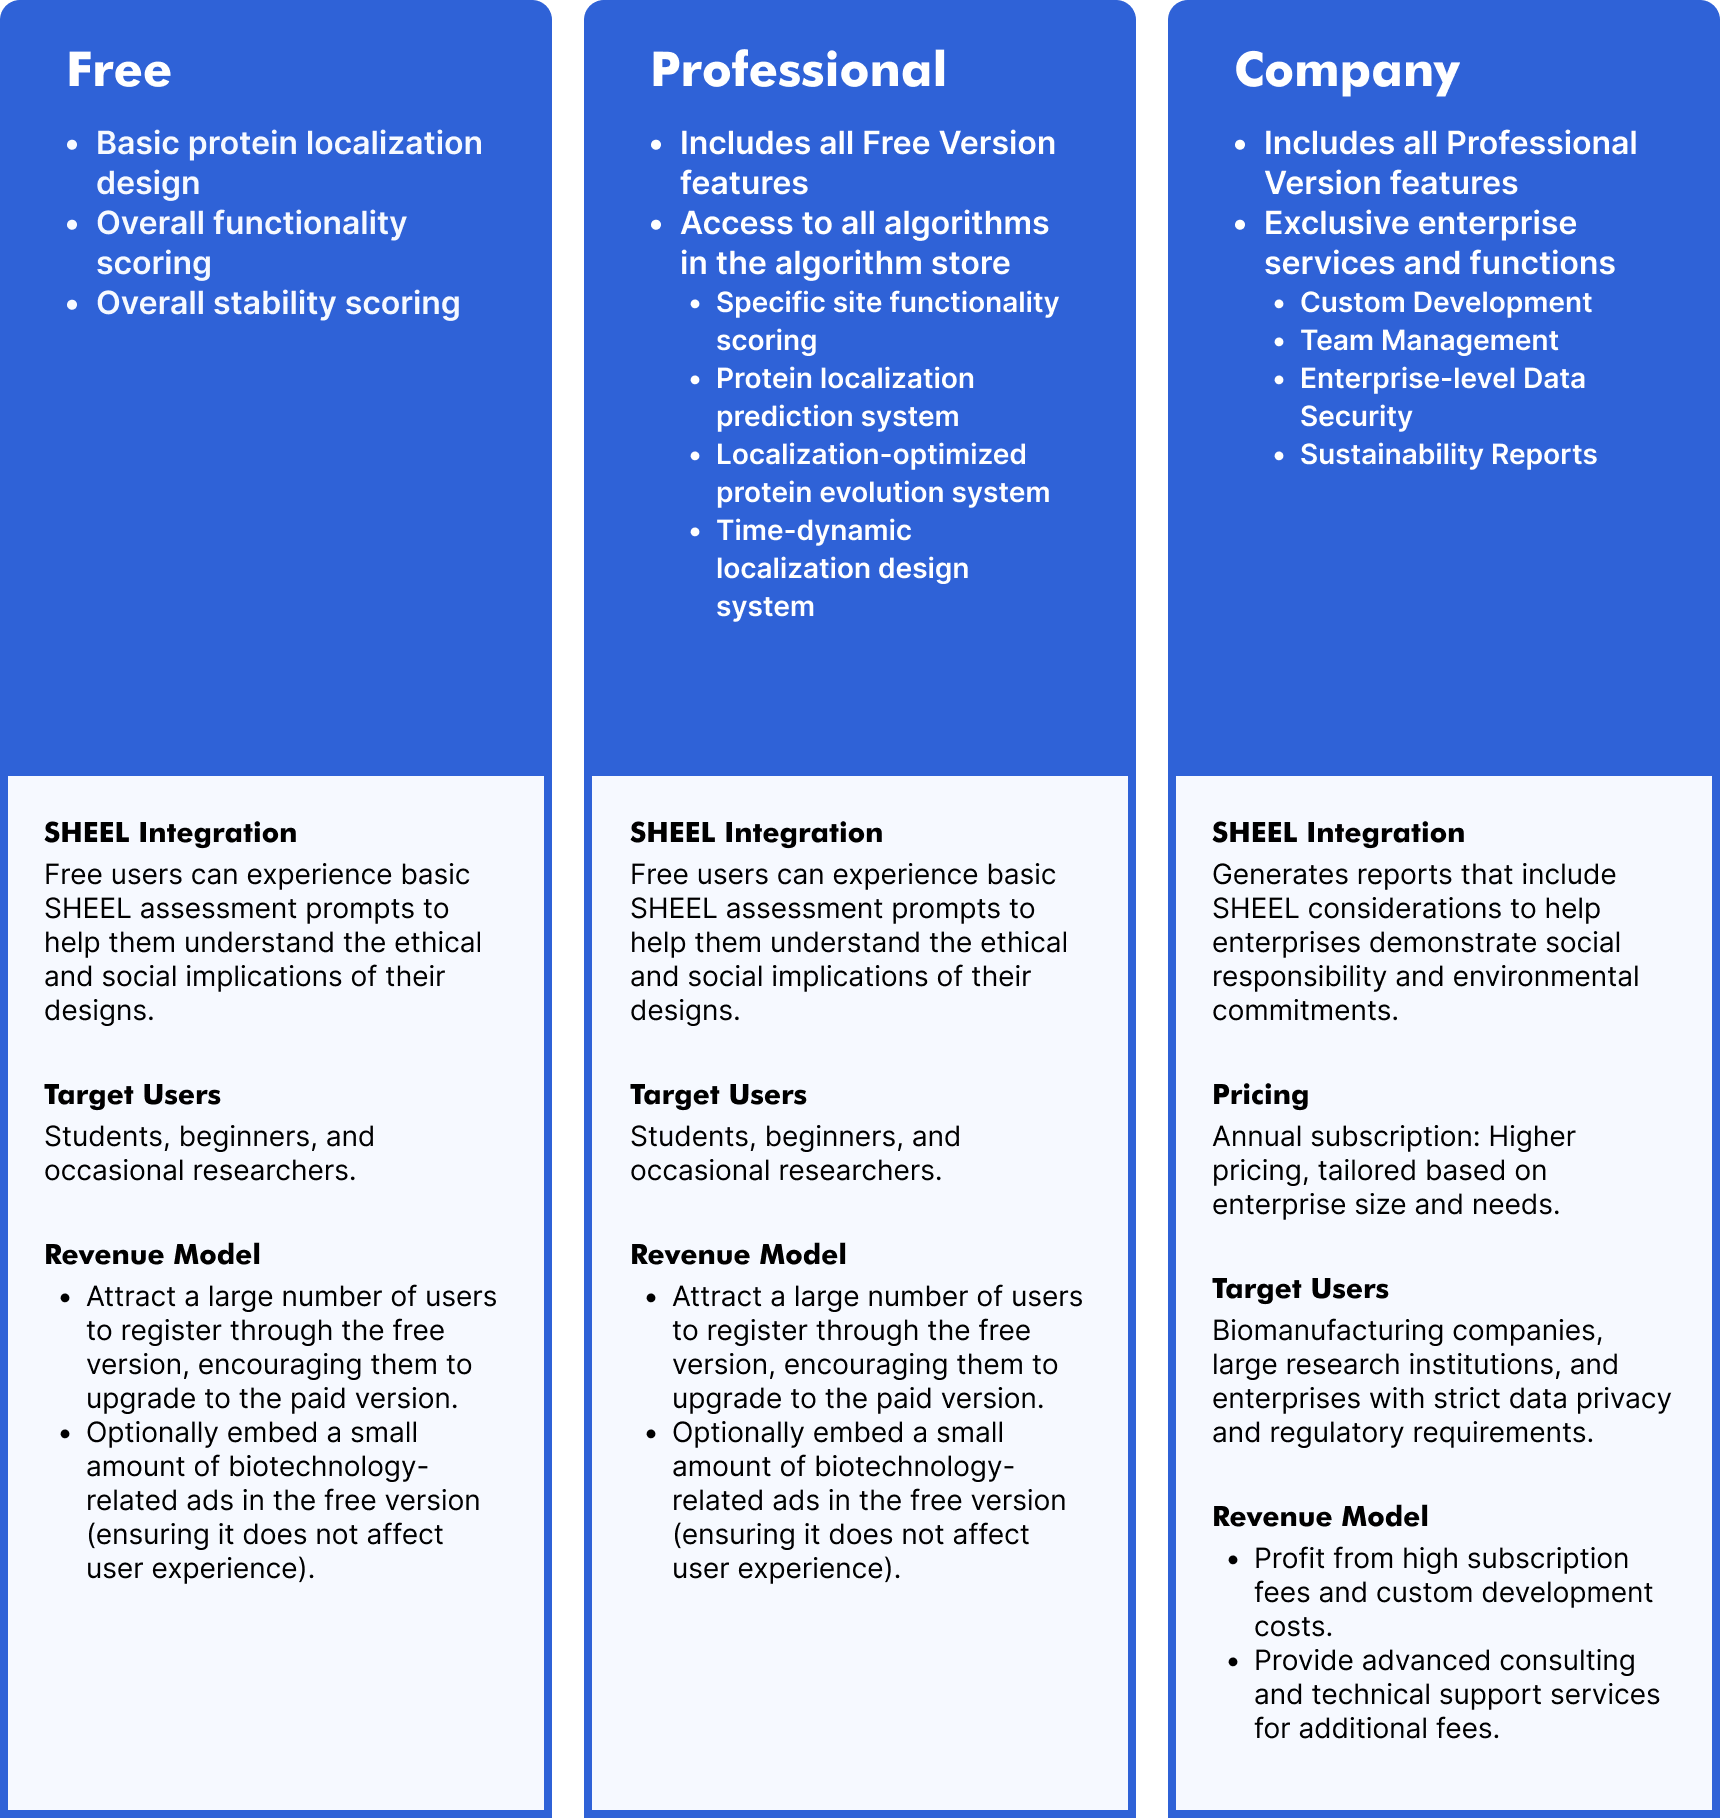 Free
• Basic protein localization
design
• Overall functionality
scoring
• Overall stability scoring
SHEEL Integration
Free users can experience basic
SHEEL assessment prompts to
help them understand the ethical
and social implications of their
designs.
Target Users
Students, beginners, and
occasional researchers.
Revenue Model
• Attract a large number of users
to register through the free
version, encouraging them to
upgrade to the paid version.
• Optionally embed a small
amount of biotechnology-
related ads in the free version
(ensuring it does not affect
user experience).
Professional
• Includes all Free Version
features
• Access to all algorithms
in the algorithm store
• Specific site functionality
scoring
• Protein localization
prediction system
• Localization-optimized
protein evolution system
• Time-dynamic
localization design
system
SHEEL Integration
Free users can experience basic
SHEEL assessment prompts to
help them understand the ethical
and social implications of their
designs.
Target Users
Students, beginners, and
occasional researchers.
Revenue Model
• Attract a large number of users
to register through the free
version, encouraging them to
upgrade to the paid version.
• Optionally embed a small
amount of biotechnology-
related ads in the free version
(ensuring it does not affect
user experience).
Company
• Includes all Professional
Version features
• Exclusive enterprise
services and functions
• Custom Development
• Team Management
• Enterprise-level Data
Security
• Sustainability Reports
SHEEL Integration
Generates reports that include
SHEEL considerations to help
enterprises demonstrate social
responsibility and environmental
commitments.
Pricing
Annual subscription: Higher
pricing, tailored based on
enterprise size and needs.
Target Users
Biomanufacturing companies,
large research institutions, and
enterprises with strict data privacy
and regulatory requirements.
Revenue Model
• Profit from high subscription
fees and custom development
costs.
• Provide advanced consulting
and technical support services
for additional fees.